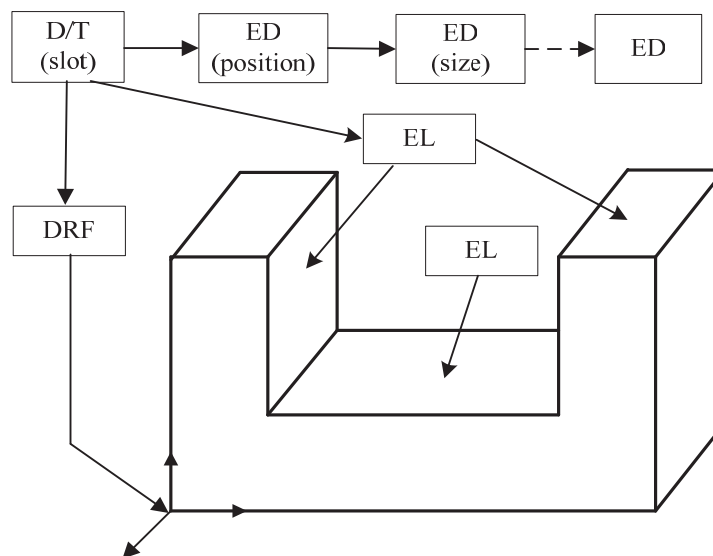 D/T
(slot)
ED
(position)
ED
(size)
ED
EL
DRF
EL